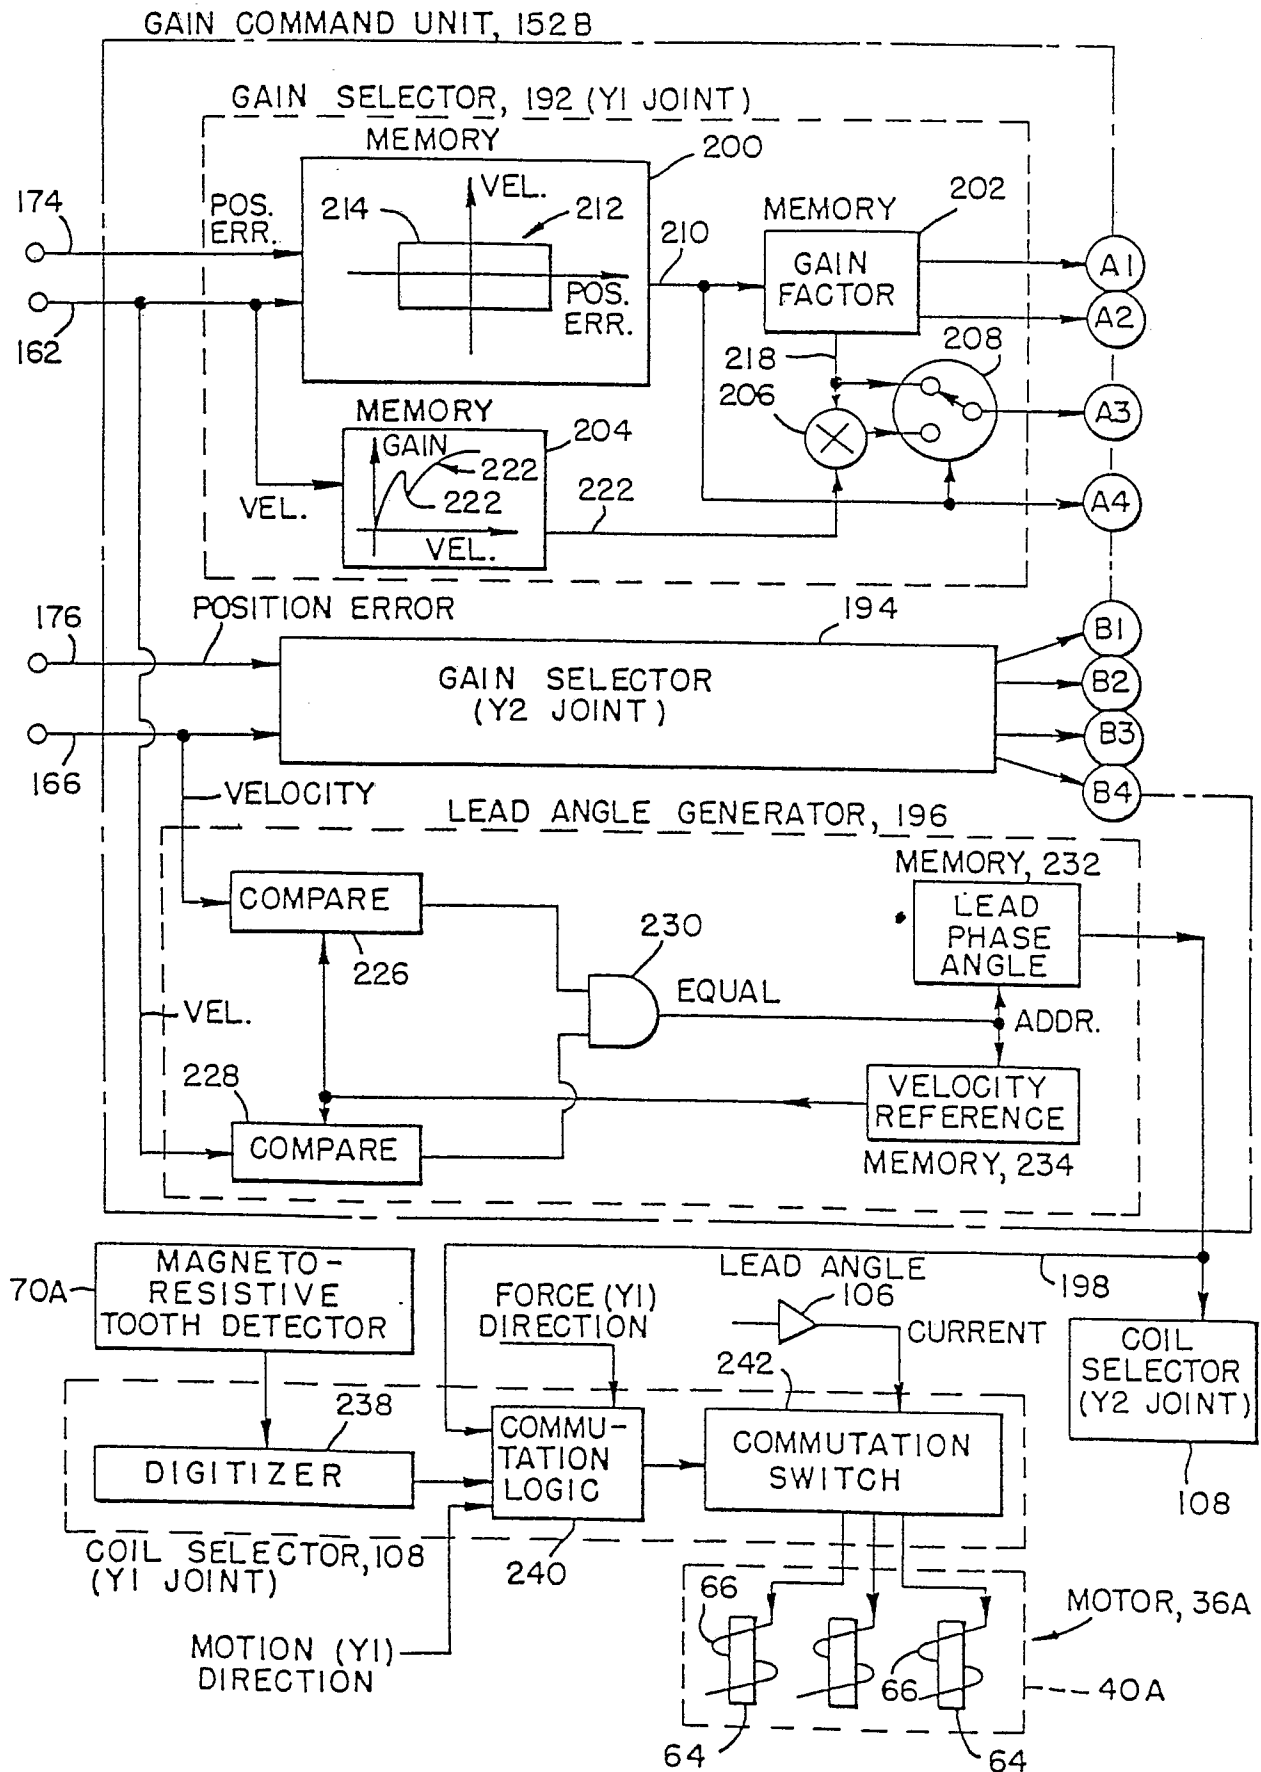 GAIN COMMAND UNIT, 152B
GAIN SELECTOR, 192 (Y1 JOINT)
MEMORY
200
174
POS.
ERR.
214
VEL.
212
MEMORY
202
210
GAIN
FACTOR
A1
POS.
ERR.
A2
162
218
208
MEMORY
206
204
A3
GAIN
222
222
222
VEL.
VEL.
A4
176
POSITION ERROR
194
B1
GAIN SELECTOR
(Y2 JOINT)
B2
B3
166
B4
VELOCITY
LEAD ANGLE GENERATOR, 196
MEMORY, 232
COMPARE
LEAD
PHASE
ANGLE
226
230
EQUAL
VEL.
ADDR.
228
VELOCITY
REFERENCE
COMPARE
MEMORY, 234
MAGNETO-
RESISTIVE
TOOTH DETECTOR
70A
LEAD ANGLE
198
FORCE (Y1)
DIRECTION
106
CURRENT
COIL
SELECTOR
(Y2 JOINT)
242
238
COMMU-
TATION
LOGIC
COMMUTATION
SWITCH
DIGITIZER
108
COIL SELECTOR, 108
(Y1 JOINT)
240
66
MOTOR, 36A
MOTION (Y1)
DIRECTION
66
40A
64
64